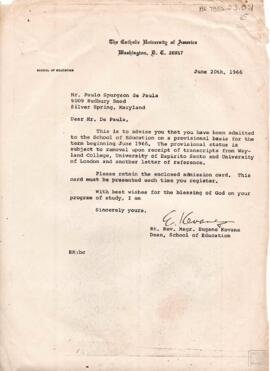 The Catholic University of America
Washington, D. C. 20017
SCHOOL OF EDUCATION
June 20th, 1966
Mr. Paulo Spurgeon de Paula
9009 Sudbury Road
Silver Spring, Maryland
Dear Mr. De Paula,
This is to advise you that you have been admitted
to the School of Education on a provisional basis for the
term beginning June 1966. The provisional status is
subject to removal upon receipt of transcripts from Way-
land College, University of Espirito Santo and University
of London and another letter of reference.
Please retain the enclosed admission card. This
card must be presented each time you register.
With best wishes for the blessing of God on your
program of study, I am
Sincerely yours,
E. Kevane
Rt. Rev. Msgr. Eugene Kevane
Dean, School of Education
EK:bc